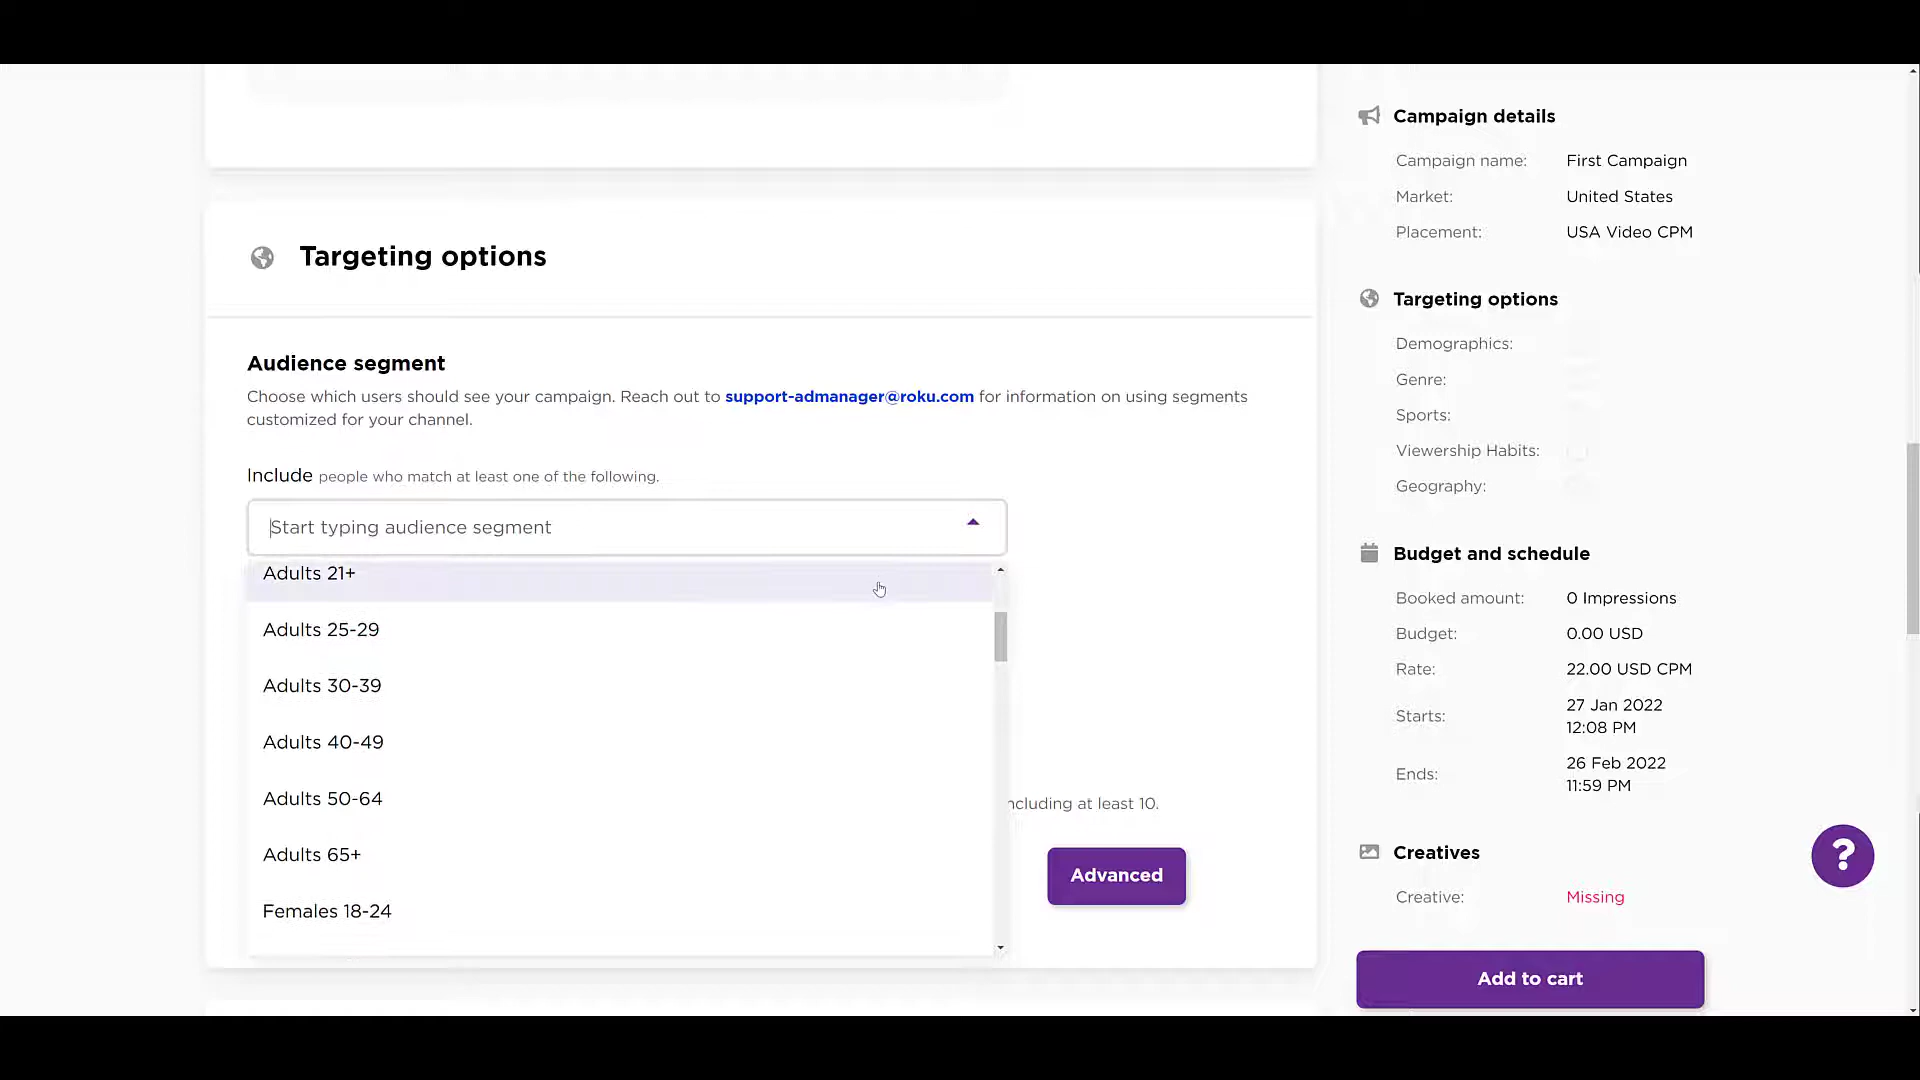 Targeting options
Audience segment
Choose which users should see your campaign. Reach out to support-admanager@roku.com for information on using segments
customized for your channel.
Include people who match at least one of the following.
Start typing audience segment
Adults 21+
Adults 25-29
Adults 30-39
Adults 40-49
Adults 50-64
Adults 65+
Females 18-24
including at least 10.
Advanced
Campaign details
Campaign name: First Campaign
Market: United States
Placement: USA Video CPM
Targeting options
Demographics:
Genre:
Sports:
Viewership Habits:
Geography:
Budget and schedule
Booked amount: 0 Impressions
Budget: 0.00 USD
Rate: 22.00 USD CPM
Starts: 27 Jan 2022
12:08 PM
Ends: 26 Feb 2022
11:59 PM
Creatives
Creative: Missing
?
Add to cart